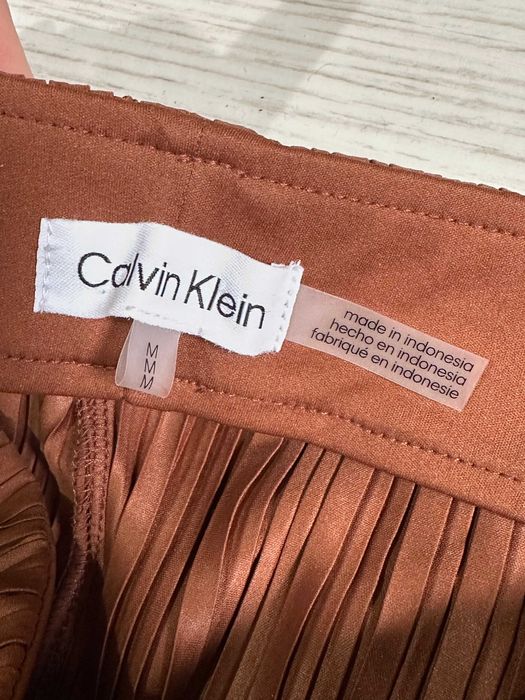 Calvin Klein
made in indonesia
hecho en indonesia
fabriqué en indonesie
M
M
M